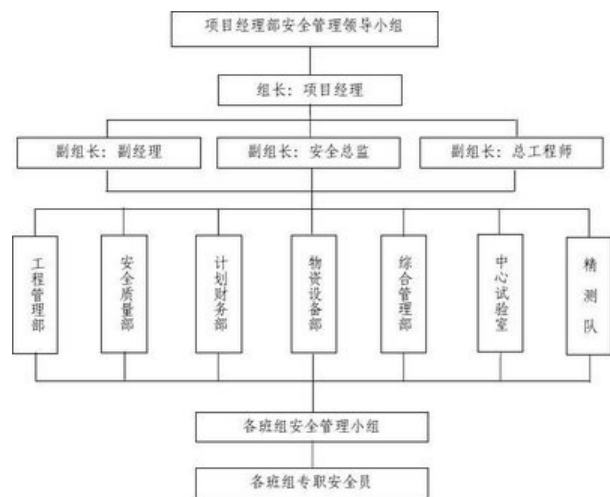 项目经理部安全管理领导小组
组长：项目经理
副组长：副经理
副组长：安全总监
副组长：总工程师
工程管理部
安全质量部
计划财务部
物资设备部
综合管理部
中心试验室
精测队
各班组安全管理小组
各班组专职安全员